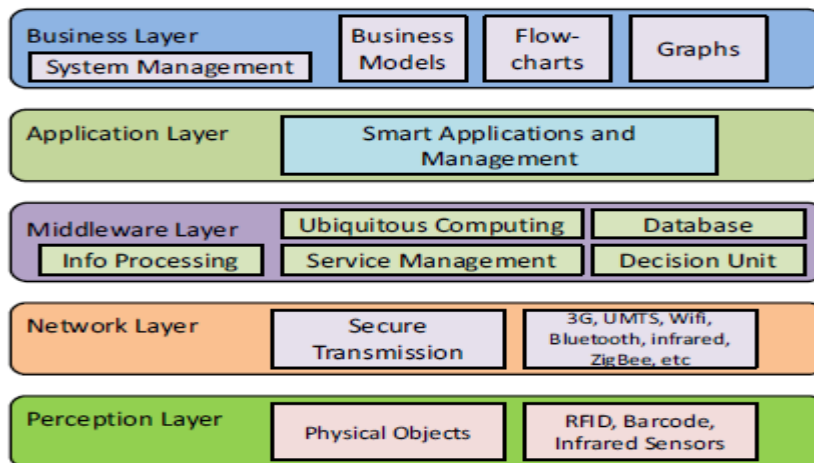 Business Layer
System Management
Business
Models
Flow-
charts
Graphs
Application Layer
Smart Applications and
Management
Middleware Layer
Ubiquitous Computing
Database
Info Processing
Service Management
Decision Unit
Network Layer
Secure
Transmission
3G, UMTS, Wifi,
Bluetooth, infrared,
ZigBee, etc
Perception Layer
Physical Objects
RFID, Barcode,
Infrared Sensors